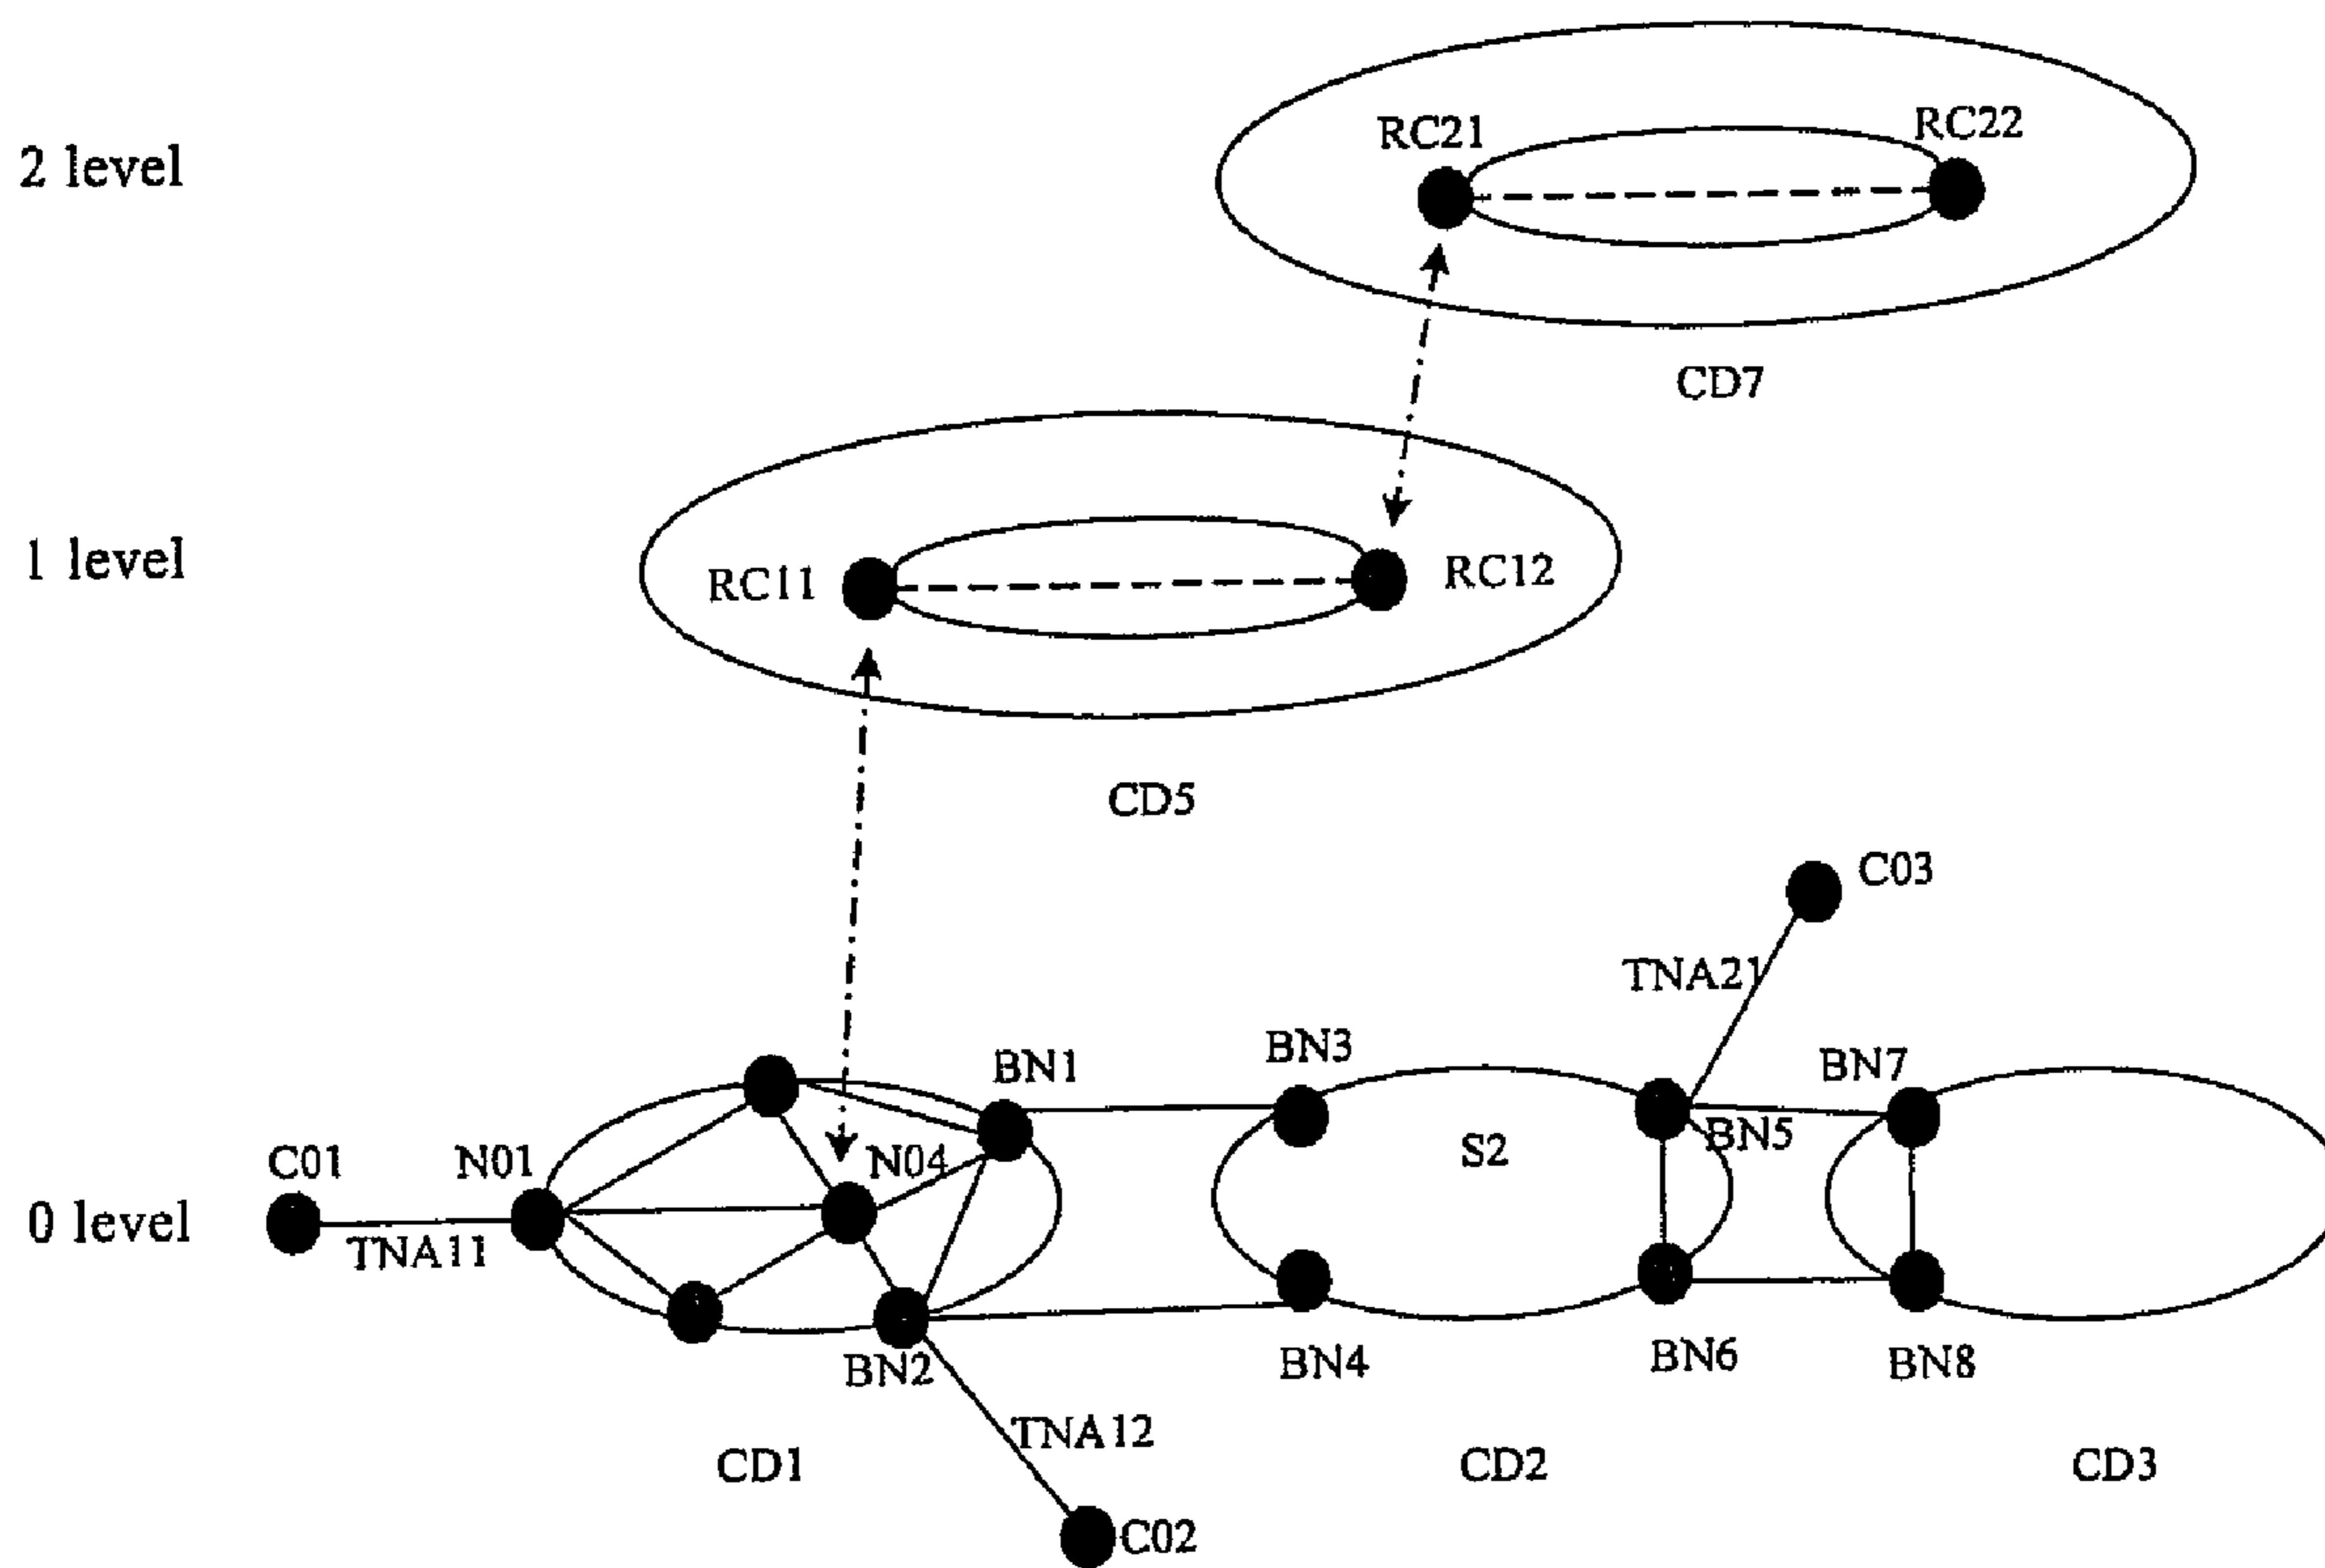 RC21
RC22
2 level
CD7
1 level
RC11
RC12
CD5
C03
TNA21
BN1
BN3
BN7
BN5
C01
N01
N04
S2
0 level
TNA11
BN2
BN4
BN6
BN8
TNA12
CD1
CD2
CD3
C02